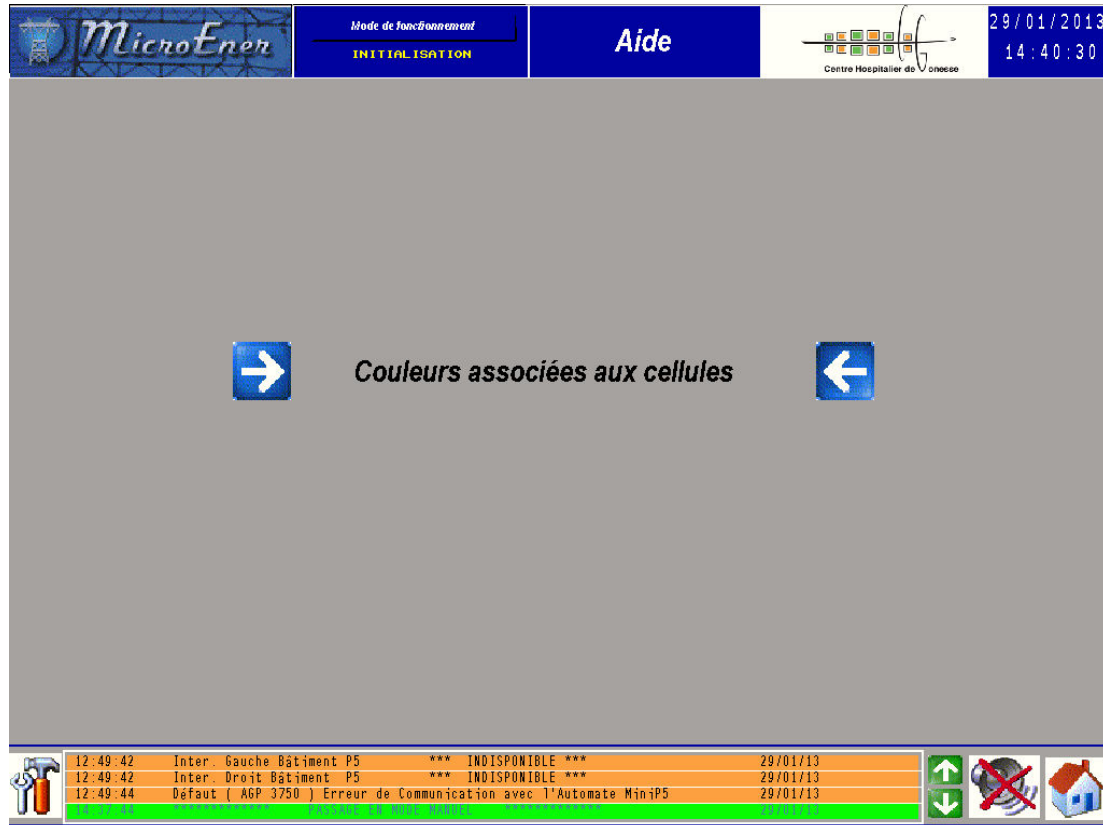 MicroEner
Mode de fonctionnement
INITIALISATION
Aide
Centre Hospitalier de Gonesse
29/01/2013
14:40:30
Couleurs associées aux cellules
12:49:42 Inter. Gauche Bâtiment P5 *** INDISPONIBLE *** 29/01/13
12:49:42 Inter. Droit Bâtiment P5 *** INDISPONIBLE *** 29/01/13
12:49:44 Défaut ( AGP 3750 ) Erreur de Communication avec l'Automate MiniP5 29/01/13
14:37:44 ************* PASSAGE EN MODE MANUEL ************* 29/01/13